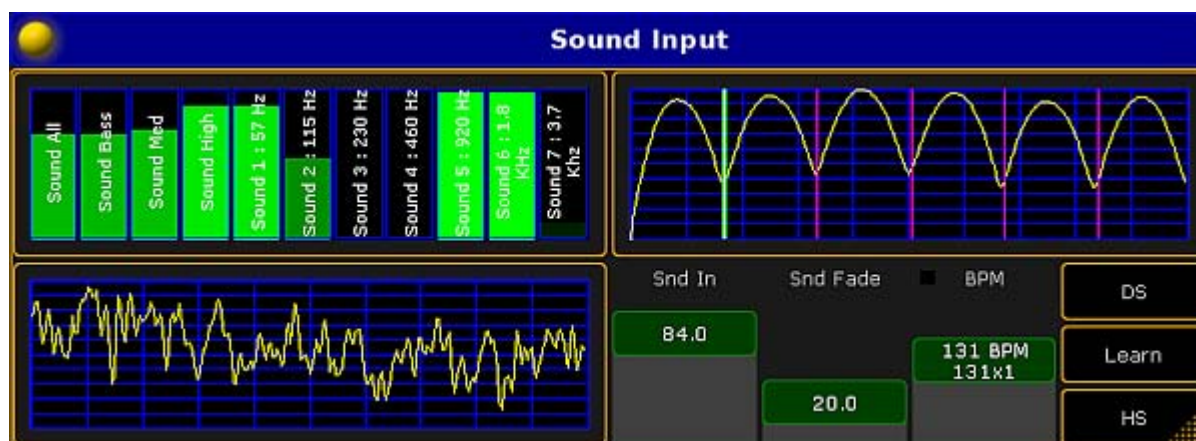 Sound Input
Sound All
Sound Bass
Sound Med
Sound High
Sound 1 : 57 Hz
Sound 2 : 115 Hz
Sound 3 : 230 Hz
Sound 4 : 460 Hz
Sound 5 : 920 Hz
Sound 6 : 1.8
KHz
Sound 7 : 3.7
Khz
Snd In
Snd Fade
BPM
84.0
20.0
131 BPM
131x1
DS
Learn
HS